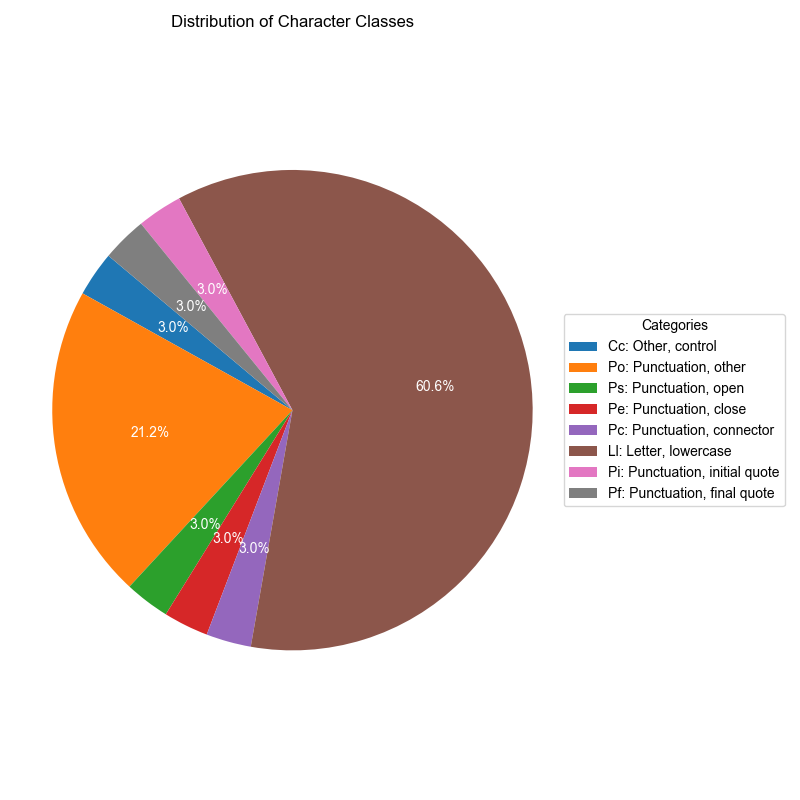 Distribution of Character Classes
3.0%
3.0%
3.0%
60.6%
21.2%
3.0%
3.0%
3.0%
Categories
Cc: Other, control
Po: Punctuation, other
Ps: Punctuation, open
Pe: Punctuation, close
Pc: Punctuation, connector
Ll: Letter, lowercase
Pi: Punctuation, initial quote
Pf: Punctuation, final quote